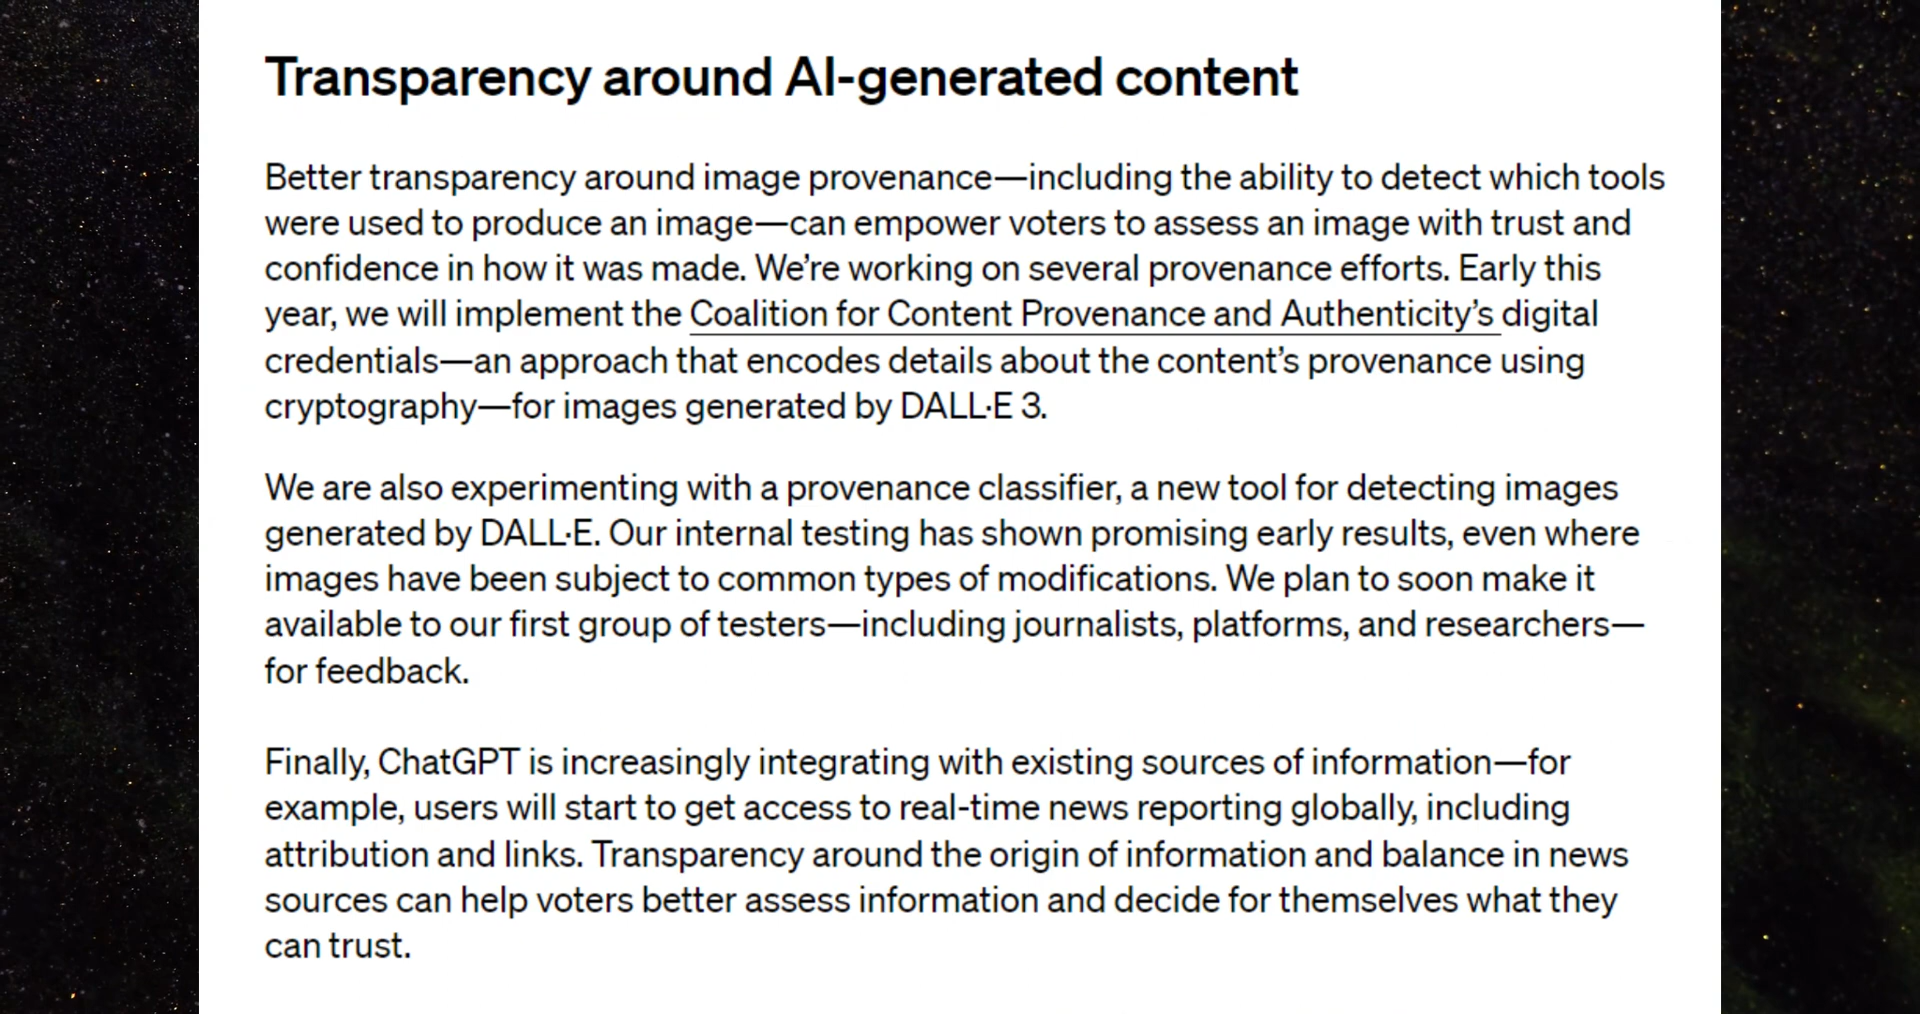 Transparency around AI-generated content
Better transparency around image provenance—including the ability to detect which tools
were used to produce an image—can empower voters to assess an image with trust and
confidence in how it was made. We’re working on several provenance efforts. Early this
year, we will implement the Coalition for Content Provenance and Authenticity’s digital
credentials—an approach that encodes details about the content’s provenance using
cryptography—for images generated by DALL·E 3.
We are also experimenting with a provenance classifier, a new tool for detecting images
generated by DALL·E. Our internal testing has shown promising early results, even where
images have been subject to common types of modifications. We plan to soon make it
available to our first group of testers—including journalists, platforms, and researchers—
for feedback.
Finally, ChatGPT is increasingly integrating with existing sources of information—for
example, users will start to get access to real-time news reporting globally, including
attribution and links. Transparency around the origin of information and balance in news
sources can help voters better assess information and decide for themselves what they
can trust.